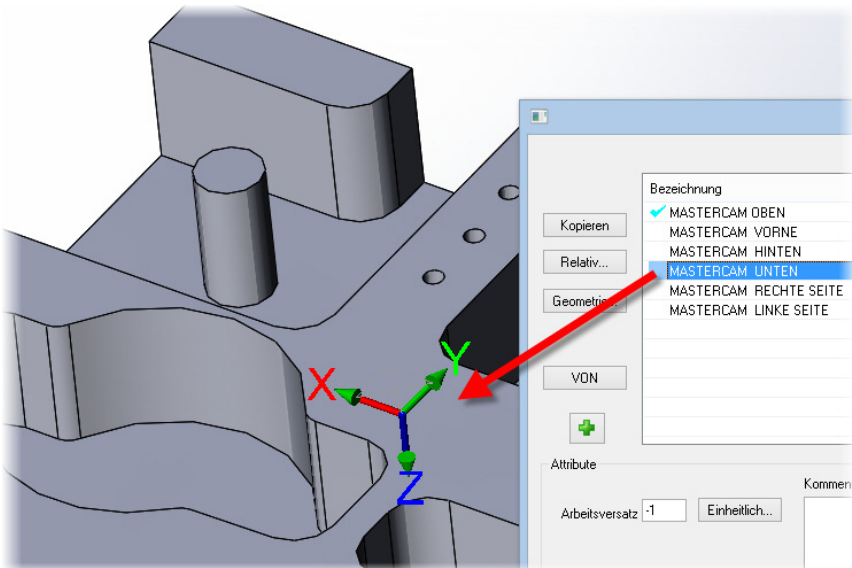 Bezeichnung
MASTERCAM OBEN
MASTERCAM VORNE
MASTERCAM HINTEN
MASTERCAM UNTEN
MASTERCAM RECHTE SEITE
MASTERCAM LINKE SEITE
Kopieren
Relativ...
VON
X
Y
Z
Attribute
Kommen
Arbeitsversatz -1 Einheitlich...